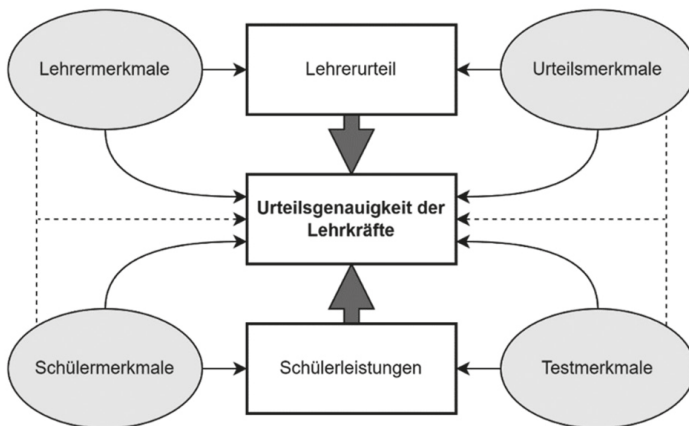 Lehrermerkmale
Lehrerurteil
Urteilsmerkmale
Urteilsgenauigkeit der
Lehrkräfte
Schülermerkmale
Schülerleistungen
Testmerkmale